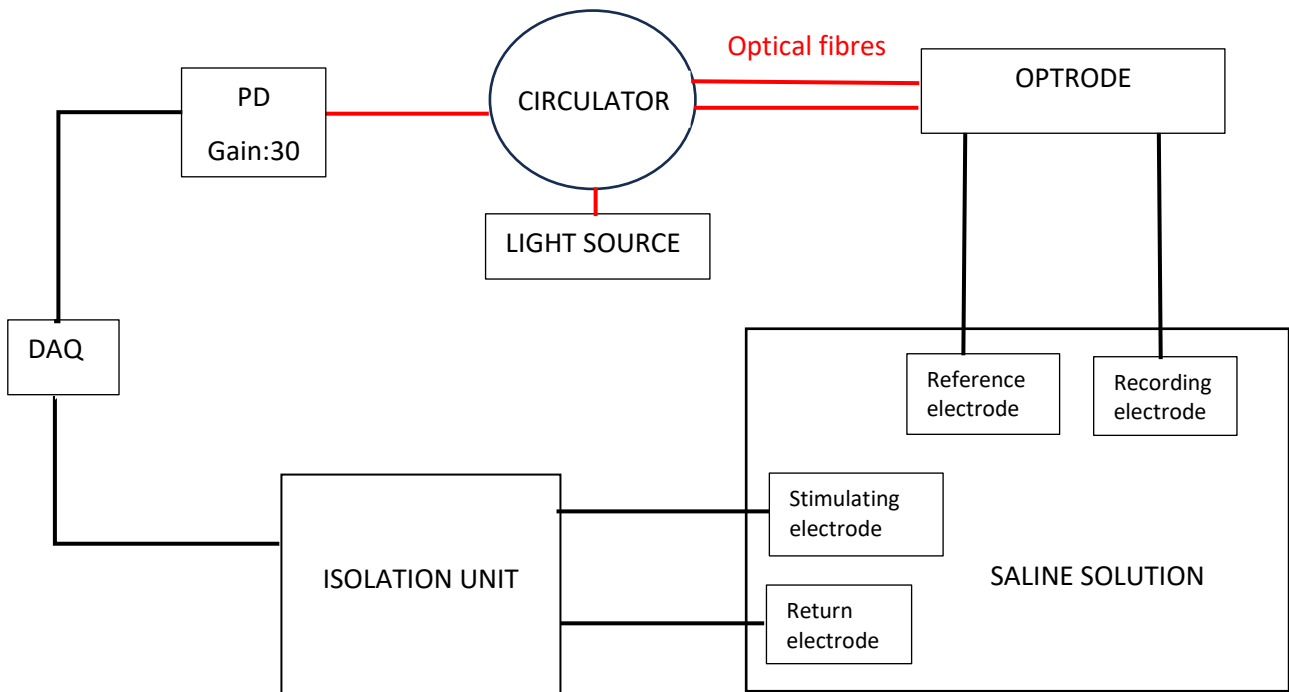 Optical fibres
PD
Gain:30
CIRCULATOR
OPTRODE
LIGHT SOURCE
DAQ
Reference
electrode
Recording
electrode
Stimulating
electrode
ISOLATION UNIT
SALINE SOLUTION
Return
electrode